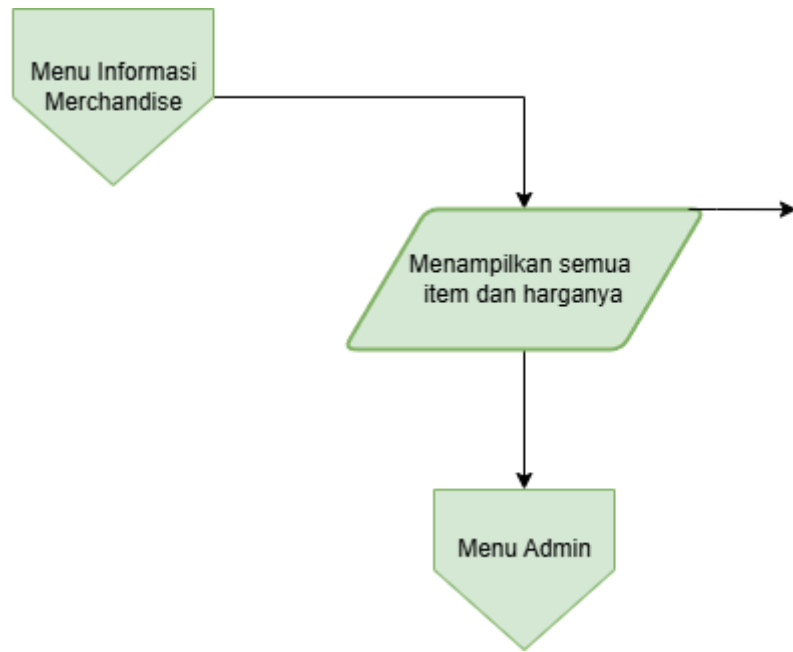 Menu Informasi
Merchandise
Menampilkan semua
item dan harganya
Menu Admin